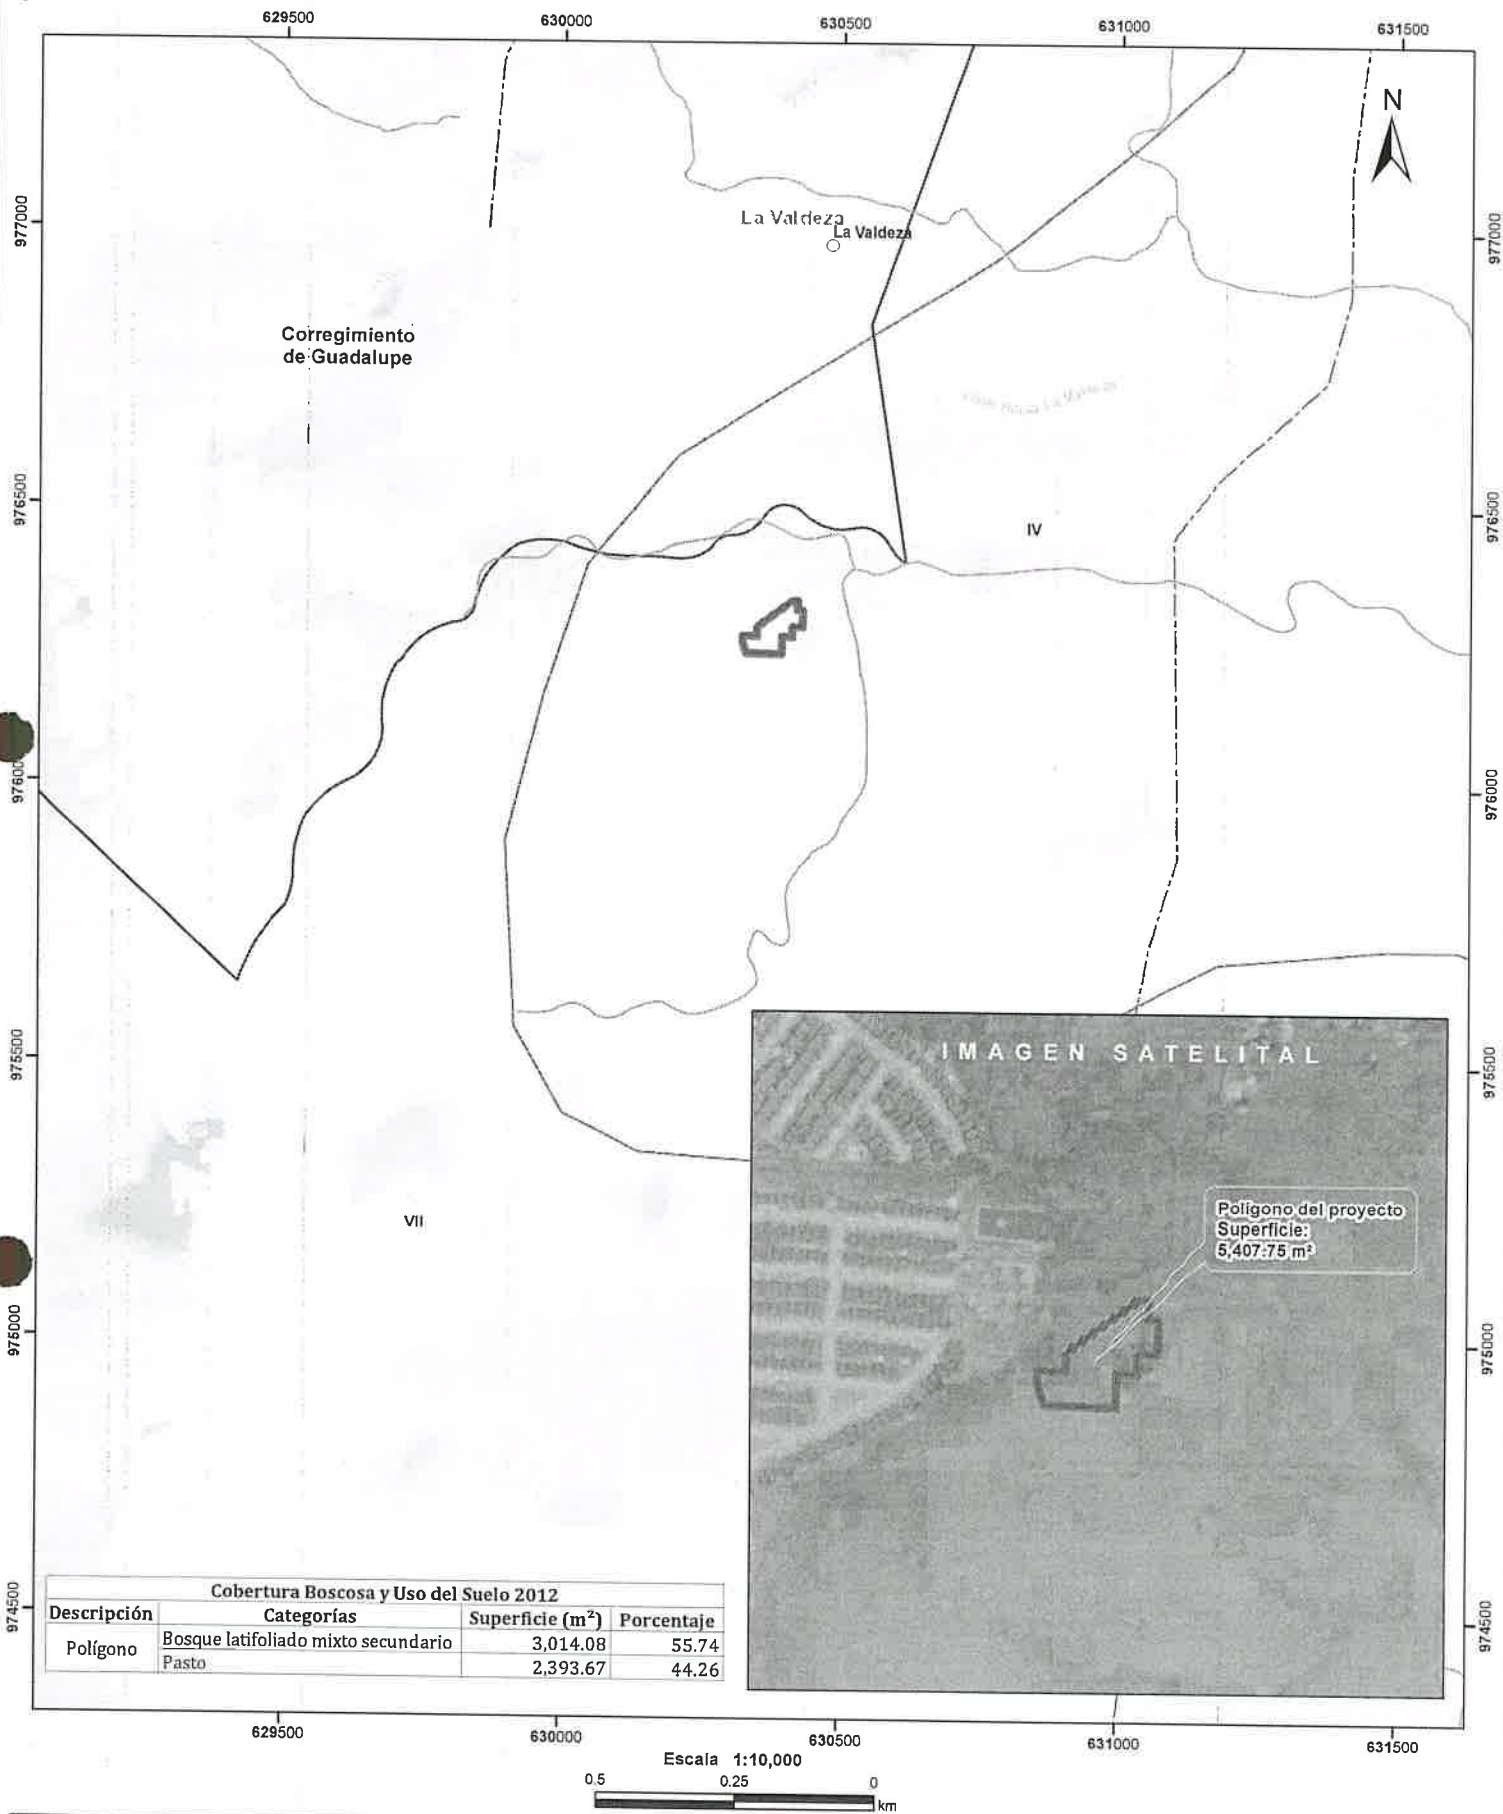 629500 630000 630500 631000 631500
N
977000 977000
La Valdeza
La Valdeza
Corregimiento
de Guadalupe
976500 976500
IV
976000 976000
975500 975500
IMAGEN SATELITAL
Polígono del proyecto
Superficie:
5,407.75 m²
VII
975000 975000
974500 974500
Cobertura Boscosa y Uso del Suelo 2012
Descripción Categorías Superficie (m²) Porcentaje
Polígono Bosque latifoliado mixto secundario 3,014.08 55.74
Pasto 2,393.67 44.26
629500 630000 630500 631000 631500
Escala 1:10,000
0.5 0.25 0
km